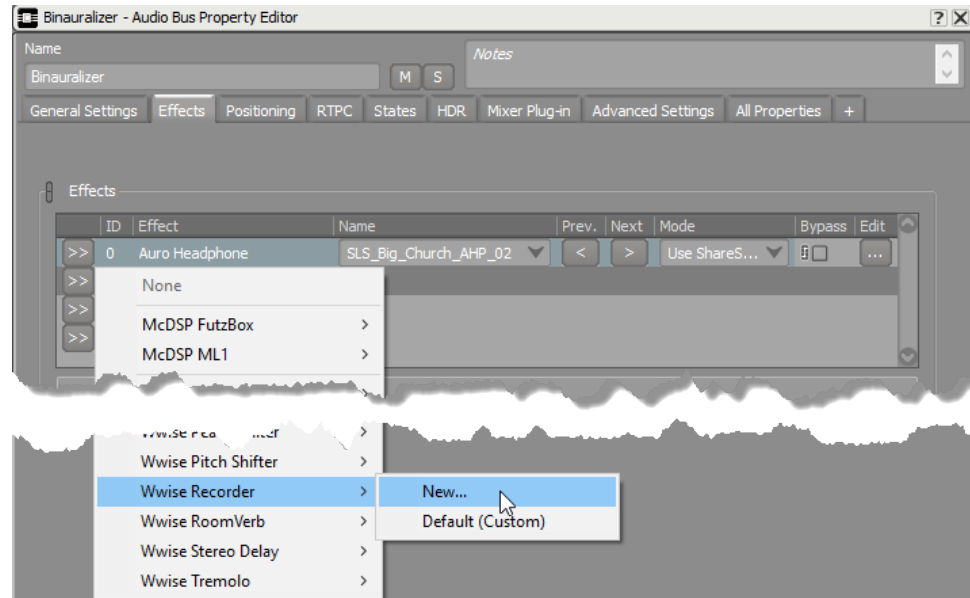 Binauralizer - Audio Bus Property Editor
Name
Notes
Binauralizer
M S
General Settings Effects Positioning RTPC States HDR Mixer Plug-in Advanced Settings All Properties +
Effects
ID Effect Name Prev. Next Mode Bypass Edit
>> 0 Auro Headphone SLS_Big_Church_AHP_02 < > Use ShareS... ...
>> None
>>
McDSP FutzBox >
>>
McDSP ML1 >
Wwise Pitch Shifter >
Wwise Recorder > New...
Wwise RoomVerb > Default (Custom)
Wwise Stereo Delay >
Wwise Tremolo >